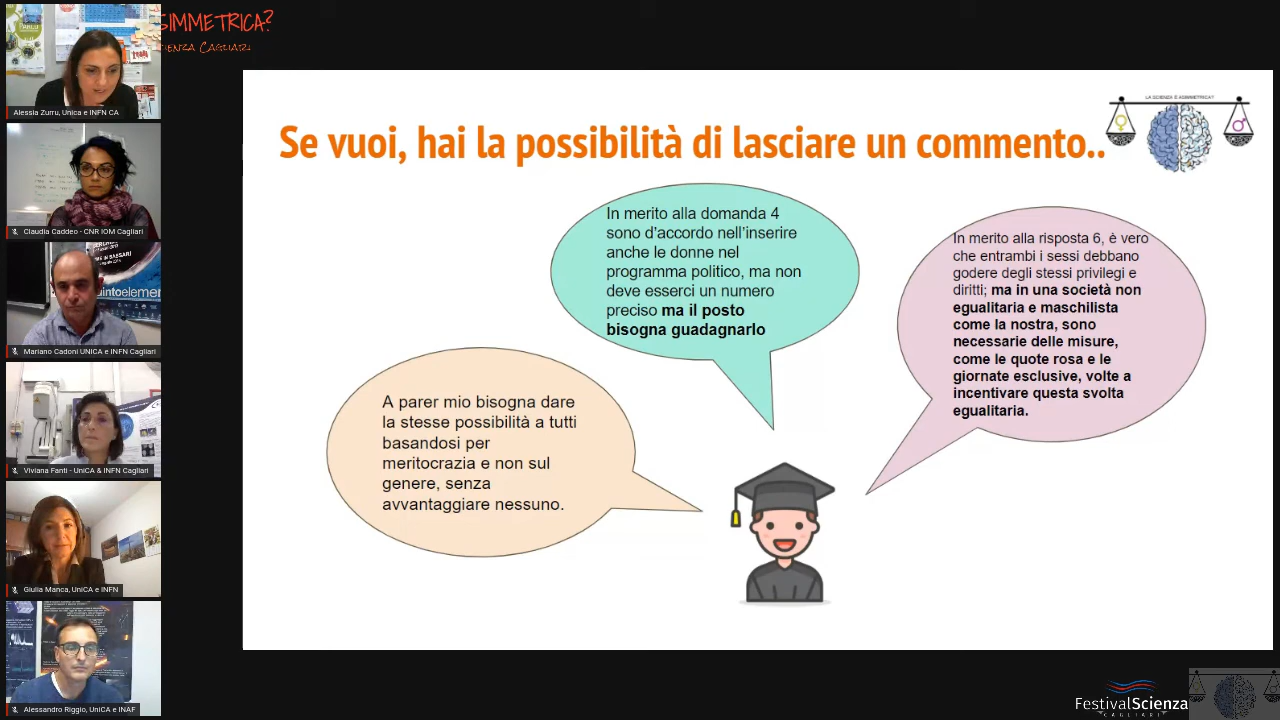 SIMMETRICA?
ienza Cagliari
Alessia Zurru, Unica e INFN CA
Claudia Caddeo - CNR IOM Cagliari
Mariano Cadoni UNICA e INFN Cagliari
Viviana Fanti - UniCA & INFN Cagliari
Giulia Manca, UniCA e INFN
Alessandro Riggio, UniCA e INAF
LA SCIENZA È ASIMMETRICA?
Se vuoi, hai la possibilità di lasciare un commento..
In merito alla domanda 4
sono d'accordo nell'inserire
anche le donne nel
programma politico, ma non
deve esserci un numero
preciso ma il posto
bisogna guadagnarlo
In merito alla risposta 6, è vero
che entrambi i sessi debbano
godere degli stessi privilegi e
diritti; ma in una società non
egualitaria e maschilista
come la nostra, sono
necessarie delle misure,
come le quote rosa e le
giornate esclusive, volte a
incentivare questa svolta
egualitaria.
A parer mio bisogna dare
la stesse possibilità a tutti
basandosi per
meritocrazia e non sul
genere, senza
avvantaggiare nessuno.
FestivalScienza
CAGLIARI